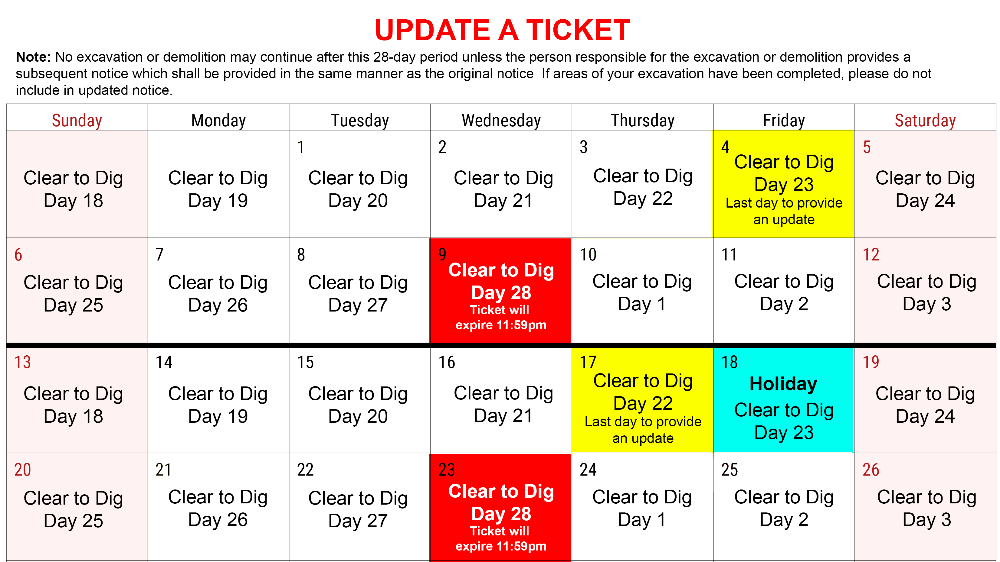 UPDATE A TICKET
Note: No excavation or demolition may continue after this 28-day period unless the person responsible for the excavation or demolition provides a
subsequent notice which shall be provided in the same manner as the original notice  If areas of your excavation have been completed, please do not
include in updated notice.
Sunday Monday Tuesday Wednesday Thursday Friday Saturday
Clear to Dig
Day 18
Clear to Dig
Day 19
1
Clear to Dig
Day 20
2
Clear to Dig
Day 21
3
Clear to Dig
Day 22
4
Clear to Dig
Day 23
Last day to provide
an update
5
Clear to Dig
Day 24
6
Clear to Dig
Day 25
7
Clear to Dig
Day 26
8
Clear to Dig
Day 27
9
Clear to Dig
Day 28
Ticket will
expire 11:59pm
10
Clear to Dig
Day 1
11
Clear to Dig
Day 2
12
Clear to Dig
Day 3
13
Clear to Dig
Day 18
14
Clear to Dig
Day 19
15
Clear to Dig
Day 20
16
Clear to Dig
Day 21
17
Clear to Dig
Day 22
Last day to provide
an update
18
Holiday
Clear to Dig
Day 23
19
Clear to Dig
Day 24
20
Clear to Dig
Day 25
21
Clear to Dig
Day 26
22
Clear to Dig
Day 27
23
Clear to Dig
Day 28
Ticket will
expire 11:59pm
24
Clear to Dig
Day 1
25
Clear to Dig
Day 2
26
Clear to Dig
Day 3